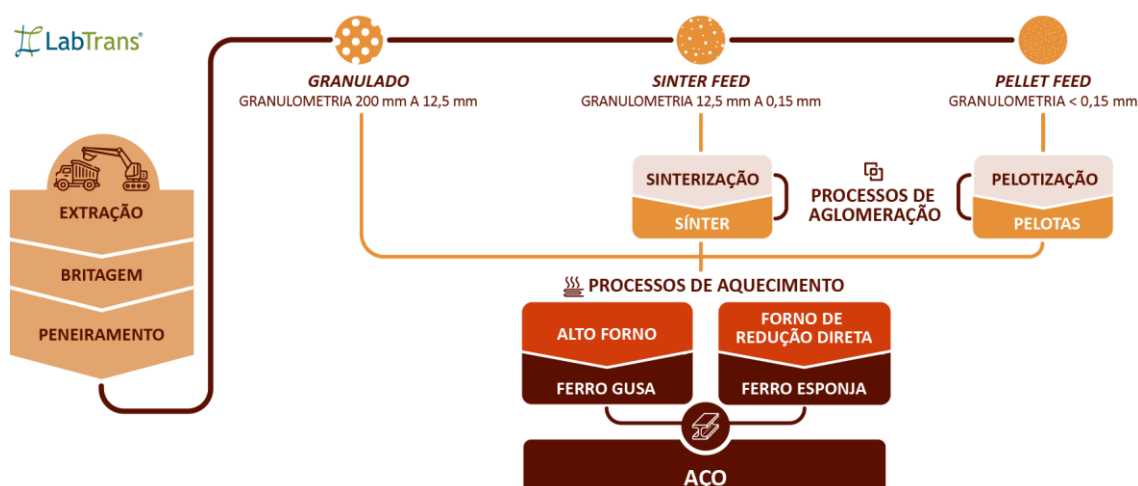 LabTrans®
GRANULADO
GRANULOMETRIA 200 mm A 12,5 mm
SINTER FEED
GRANULOMETRIA 12,5 mm A 0,15 mm
PELLET FEED
GRANULOMETRIA < 0,15 mm
EXTRAÇÃO
BRITAGEM
PENEIRAMENTO
SINTERIZAÇÃO
SÍNTER
PROCESSOS DE
AGLOMERAÇÃO
PELOTIZAÇÃO
PELOTAS
PROCESSOS DE AQUECIMENTO
ALTO FORNO
FERRO GUSA
FORNO DE
REDUÇÃO DIRETA
FERRO ESPONJA
AÇO